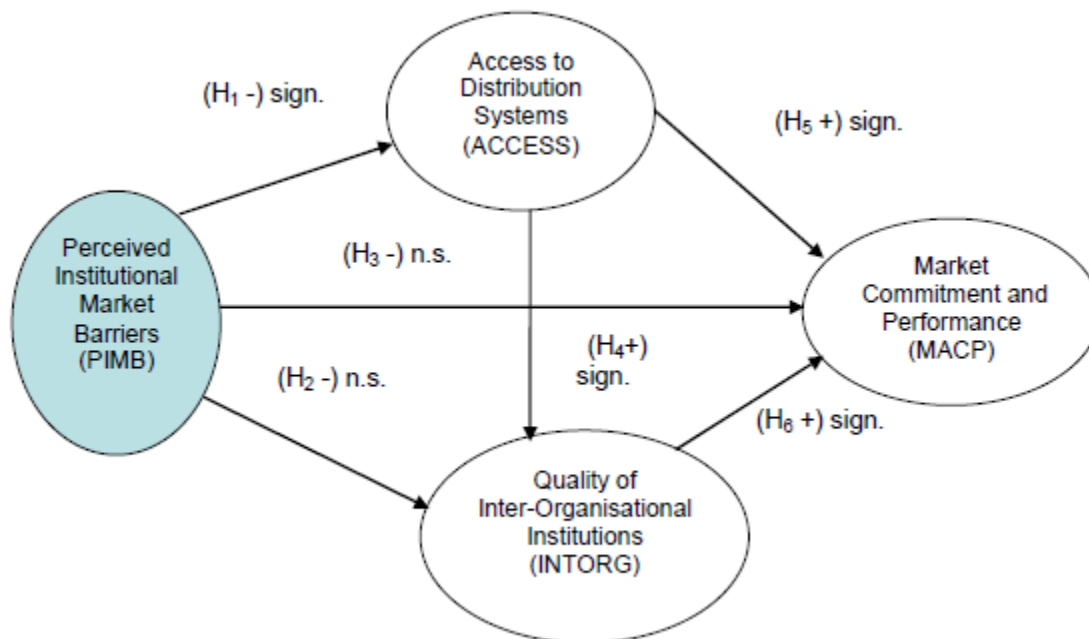 Access to
Distribution
Systems
(ACCESS)
(H₁ -) sign.
(H₅ +) sign.
Perceived
Institutional
Market
Barriers
(PIMB)
(H₃ -) n.s.
Market
Commitment and
Performance
(MACP)
(H₄+)
sign.
(H₂ -) n.s.
(H₆ +) sign.
Quality of
Inter-Organisational
Institutions
(INTORG)